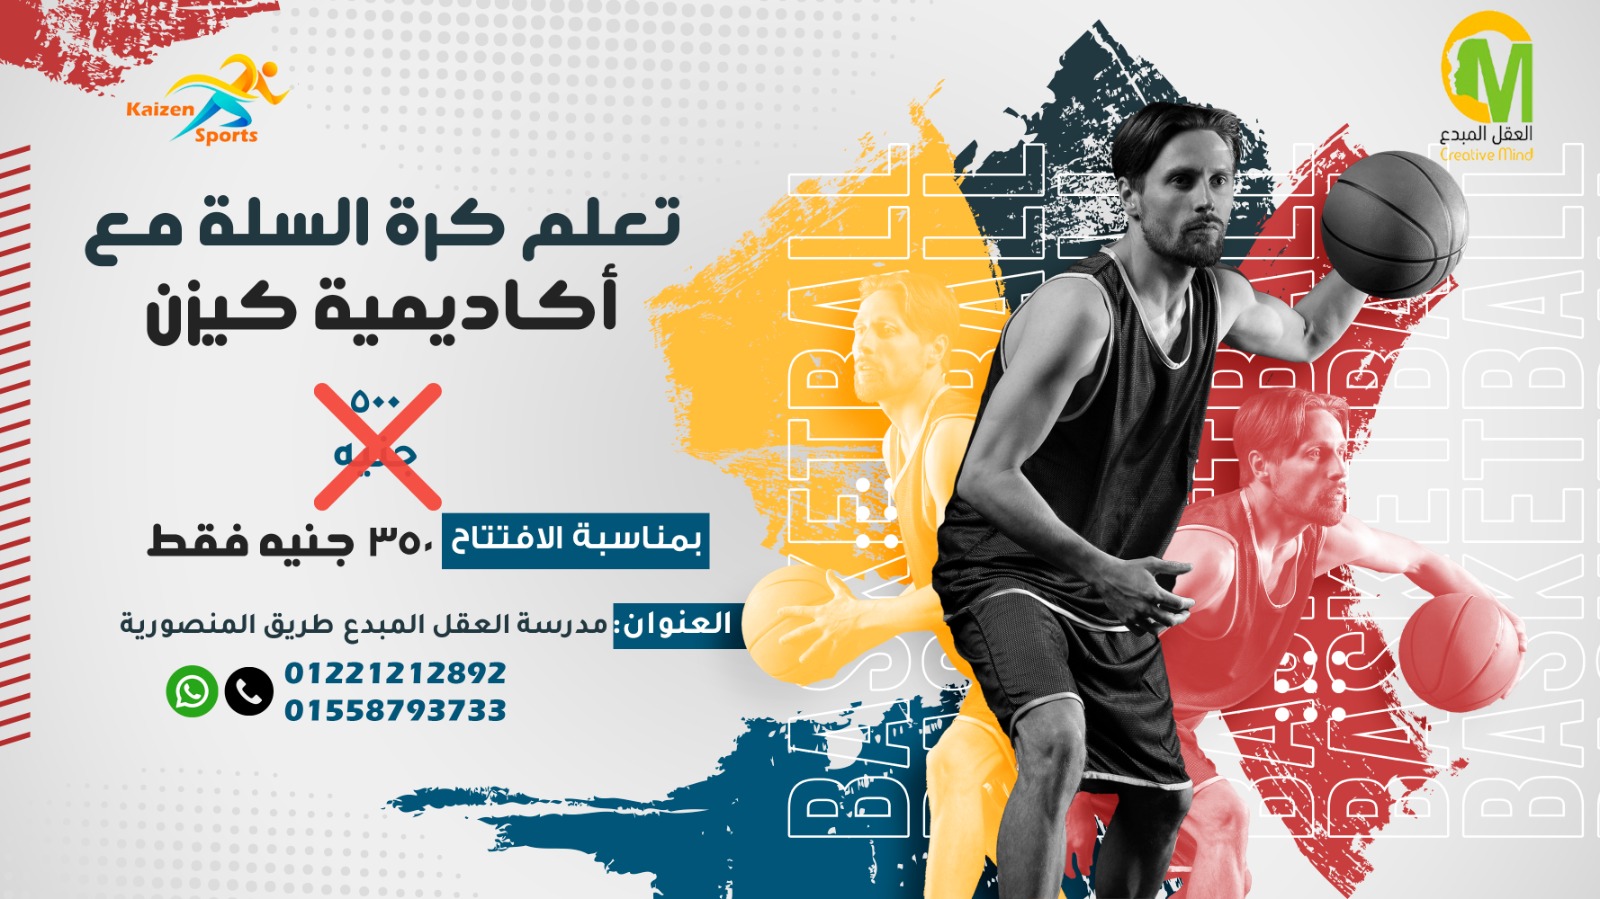 Kaizen
Sports
العقل المبدع
Creative Mind
تعلم كرة السلة مع
أكاديمية كيزن
٥٠٠
جنيه
بمناسبة الافتتاح ٣٥٠ جنيه فقط
العنوان: مدرسة العقل المبدع طريق المنصورية
01221212892
01558793733
BASKETBALL
BASKETBALL
BASKETBALL
BASKETBALL
BASKETBALL